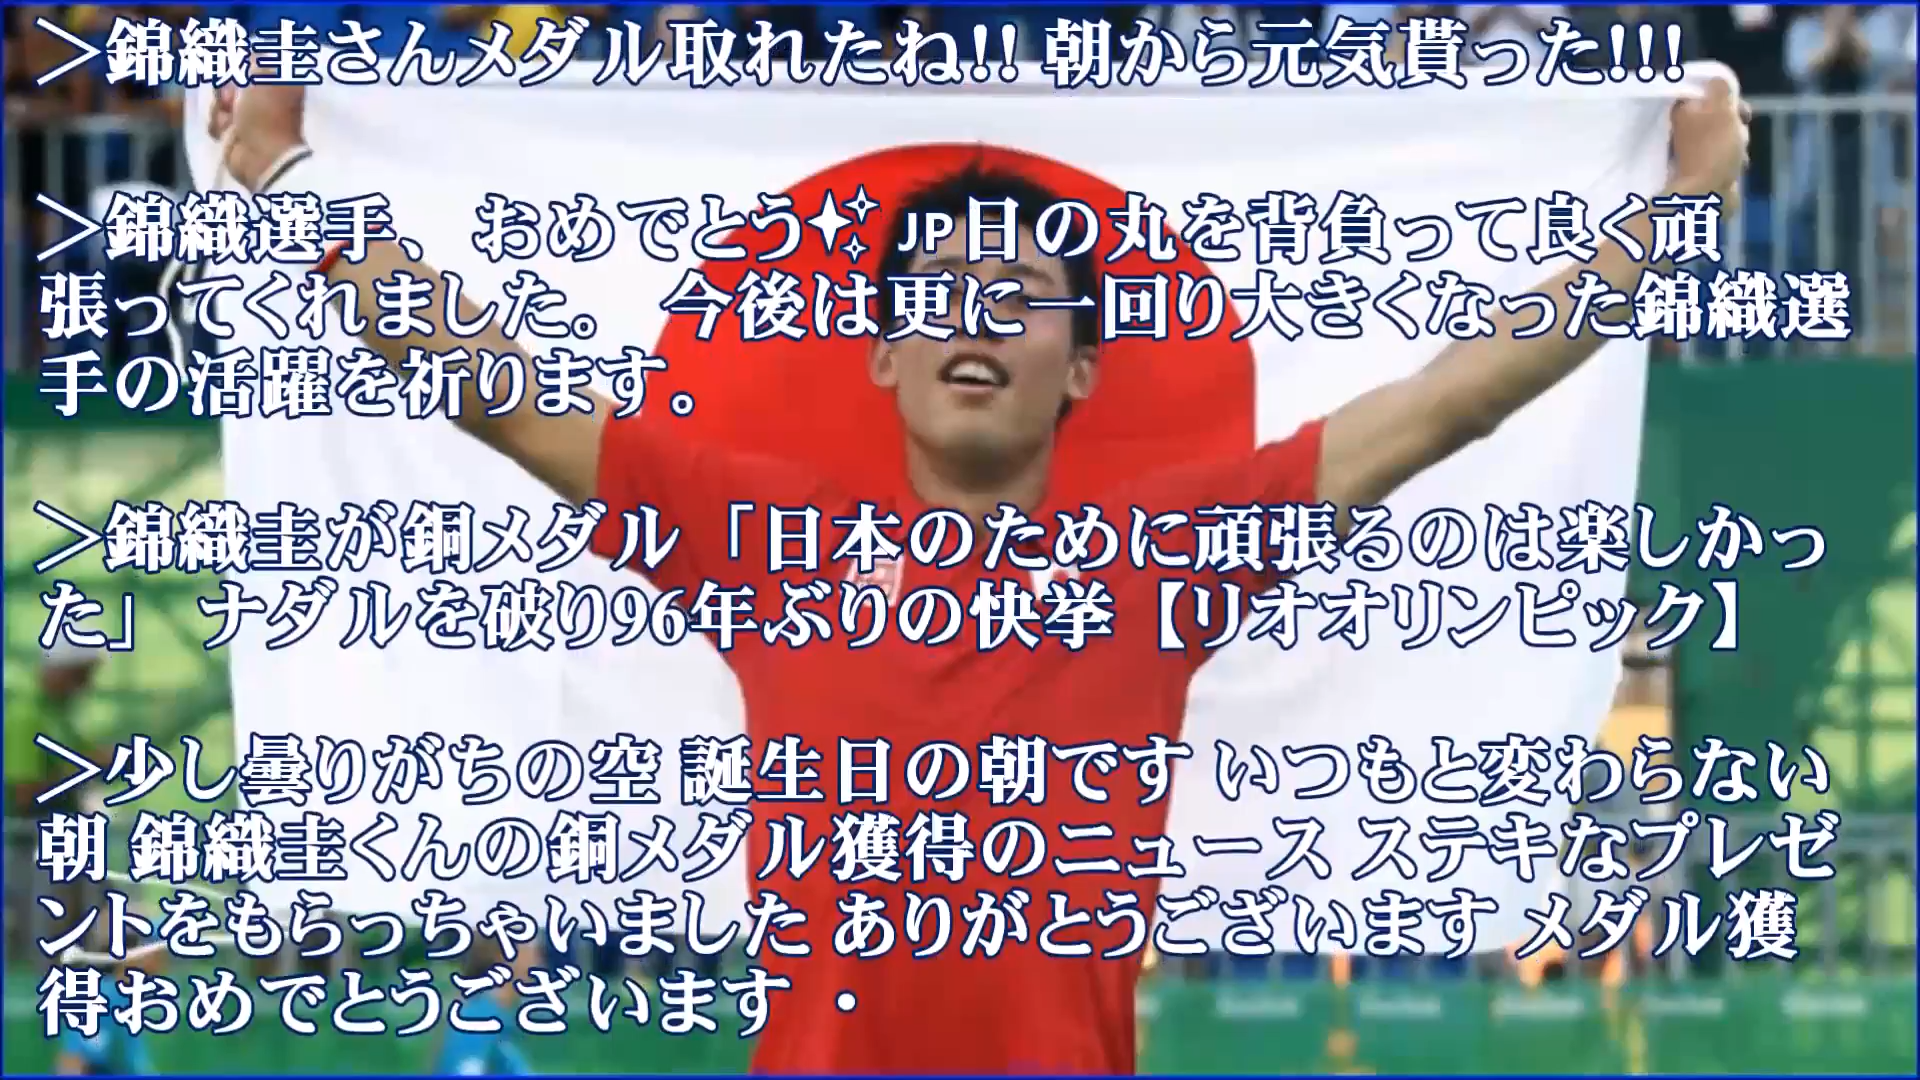 ＞錦織圭さんメダル取れたね!! 朝から元気貰った!!!
＞錦織選手、おめでとう✨ JP日の丸を背負って良く頑
張ってくれました。 今後は更に一回り大きくなった錦織選
手の活躍を祈ります。
＞錦織圭が銅メダル「日本のために頑張るのは楽しかっ
た」 ナダルを破り96年ぶりの快挙【リオオリンピック】
＞少し曇りがちの空 誕生日の朝です いつもと変わらない
朝 錦織圭くんの銅メダル獲得のニュース ステキなプレゼ
ントをもらっちゃいました ありがとうございます メダル獲
得おめでとうございます ・